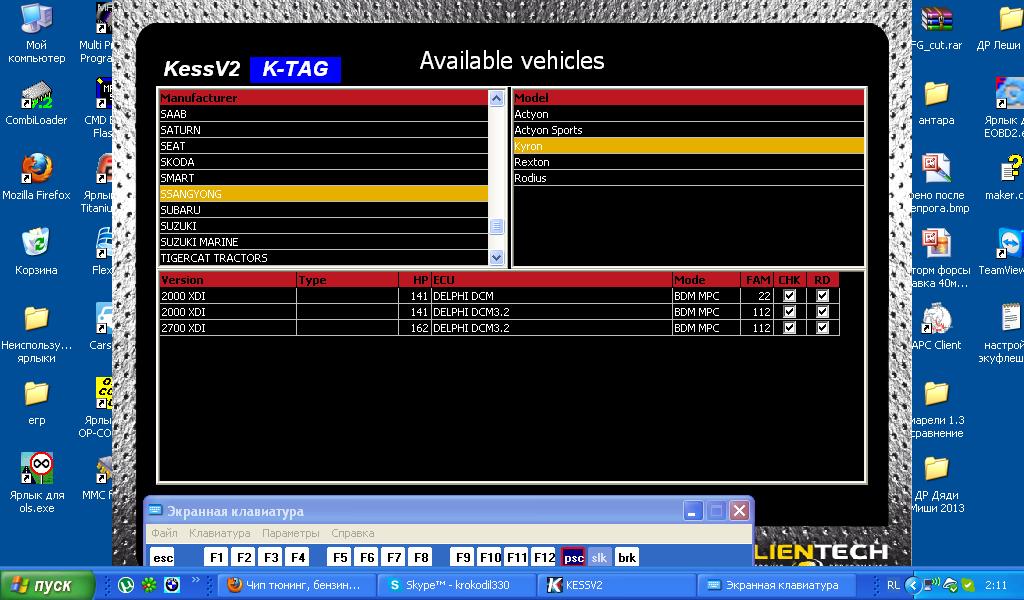 Мой
компьютер
CombiLoader
Mozilla Firefox
Корзина
Неиспользу...
ярлыки
егр
Ярлык для
ols.exe
Multi
CMD
Flas
Titaniu
Flex
Cars
OP-CO
MMC
KessV2 K-TAG
Available vehicles
Manufacturer
SAAB
SATURN
SEAT
SKODA
SMART
SSANGYONG
SUBARU
SUZUKI
SUZUKI MARINE
TIGERCAT TRACTORS
Model
Actyon
Actyon Sports
Kyron
Rexton
Rodius
Version Type HP ECU Mode FAM CHK RD
2000 XDI 141 DELPHI DCM BDM MPC 22
2000 XDI 141 DELPHI DCM3.2 BDM MPC 112
2700 XDI 162 DELPHI DCM3.2 BDM MPC 112
LIENTECH
Экранная клавиатура
Файл Клавиатура Параметры Справка
esc F1 F2 F3 F4 F5 F6 F7 F8 F9 F10 F11 F12 psc slk brk
FG_cut.rar
антара
рено после
епрога.bmp
торм форсы
авка 40м...
APC Client
марели 1.3
сравнение
ДР Дяди
Миши 2013
ДР Леши
Ярлык д
EOBD2.e
maker.c
TeamView
настрой
экуфлеш
пуск
Чип тюнинг, бензин...
Skype™ - krokodil330
KESSV2
Экранная клавиатура
RL
2:11